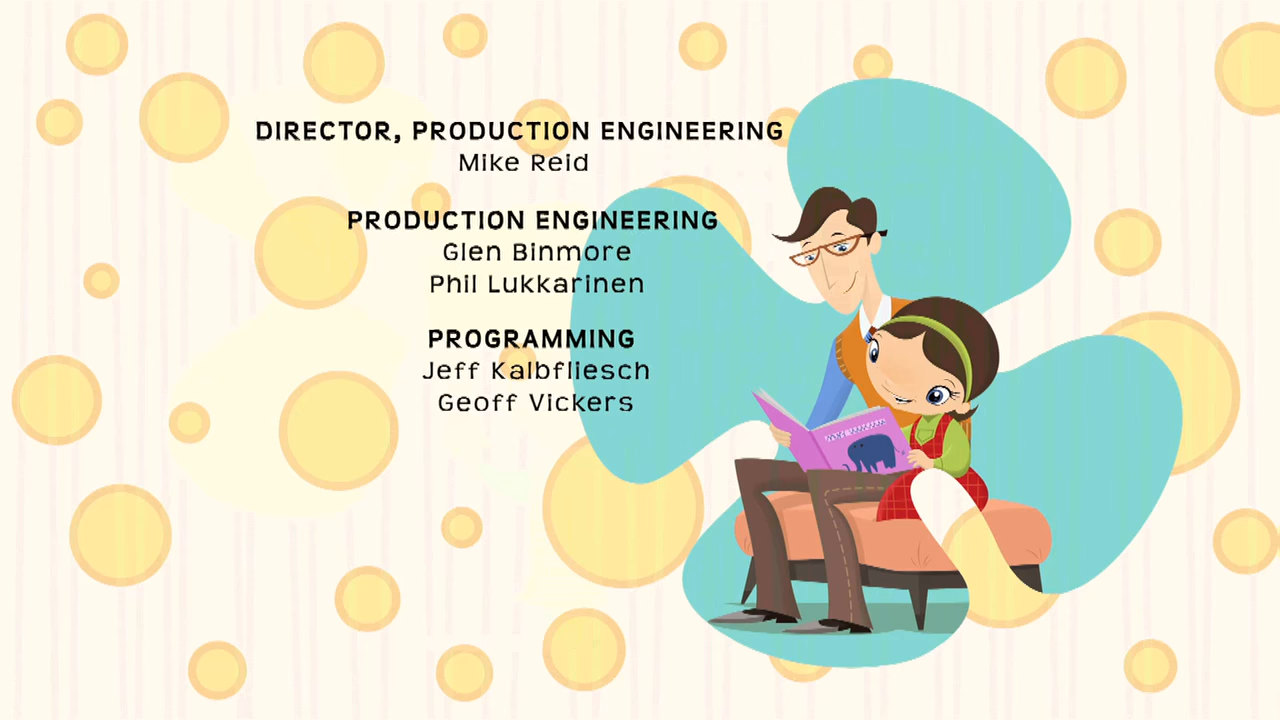 DIRECTOR, PRODUCTION ENGINEERING
Mike Reid
PRODUCTION ENGINEERING
Glen Binmore
Phil Lukkarinen
PROGRAMMING
Jeff Kalbfliesch
Geoff Vickers